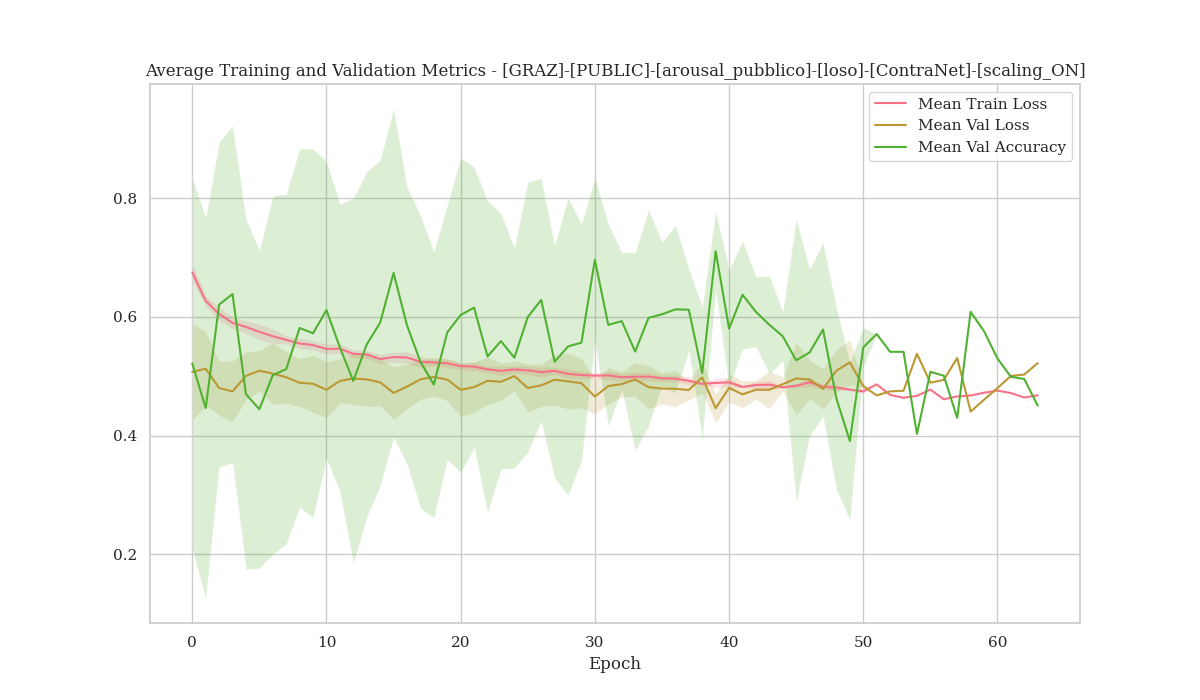 Average Training and Validation Metrics - [GRAZ]-[PUBLIC]-[arousal_pubblico]-[loso]-[ContraNet]-[scaling_ON]
Mean Train Loss
Mean Val Loss
Mean Val Accuracy
0.8
0.6
0.4
0.2
0 10 20 30 40 50 60
Epoch